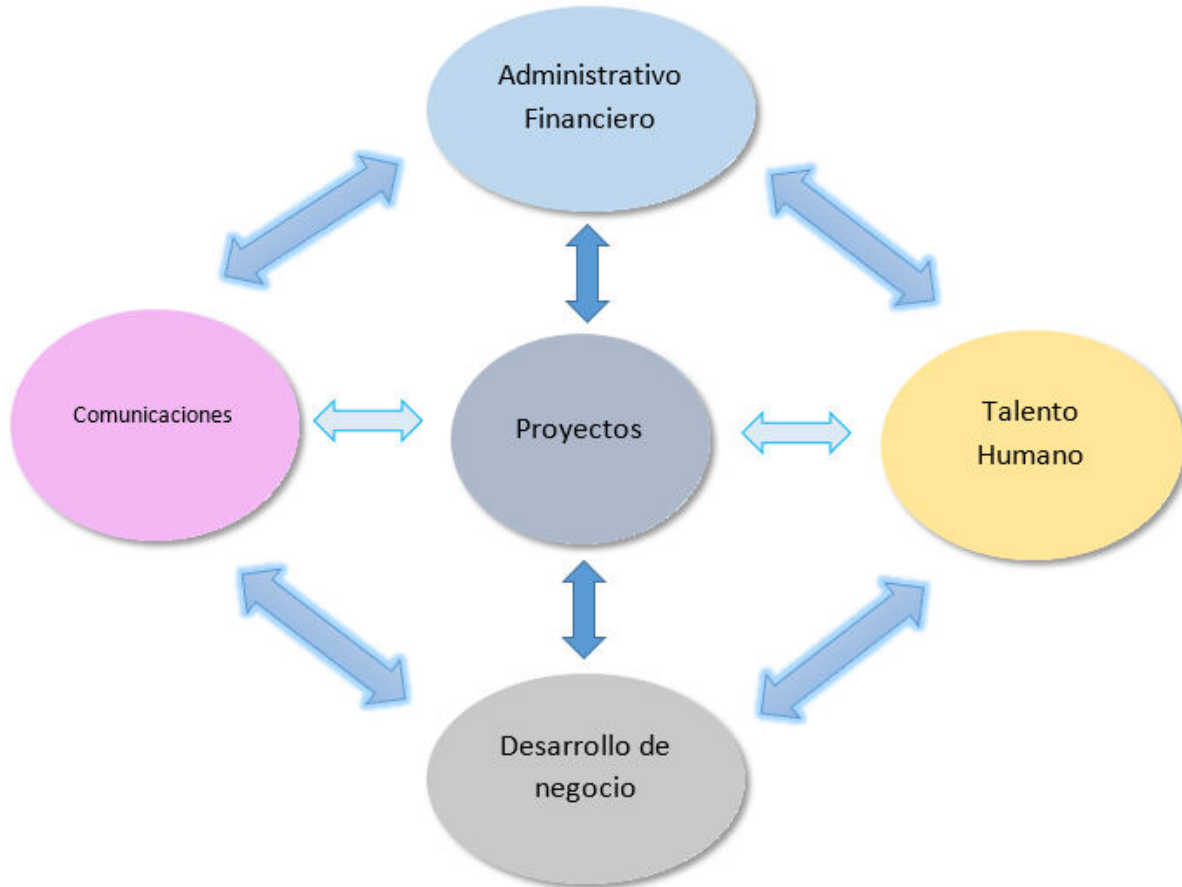 Administrativo
Financiero
Comunicaciones
Proyectos
Talento
Humano
Desarrollo de
negocio